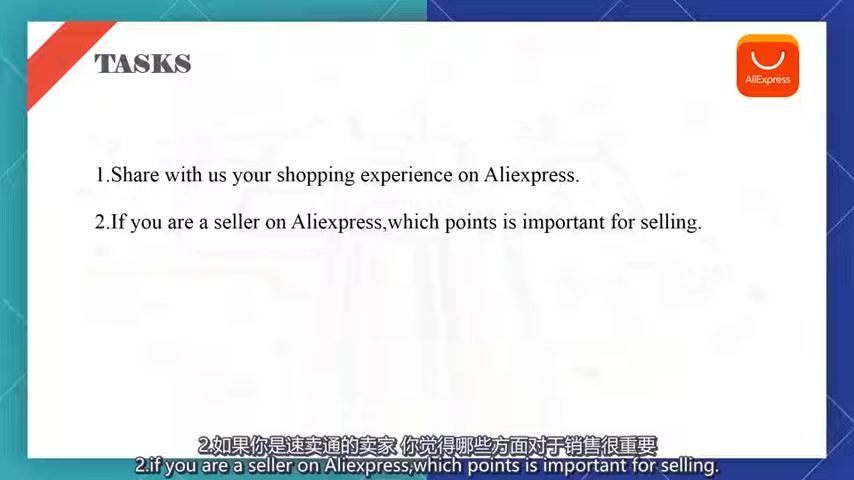 TASKS
AliExpress
1.Share with us your shopping experience on Aliexpress.
2.If you are a seller on Aliexpress,which points is important for selling.
2.如果你是速卖通的卖家 你觉得哪些方面对于销售很重要
2.if you are a seller on Aliexpress,which points is important for selling.